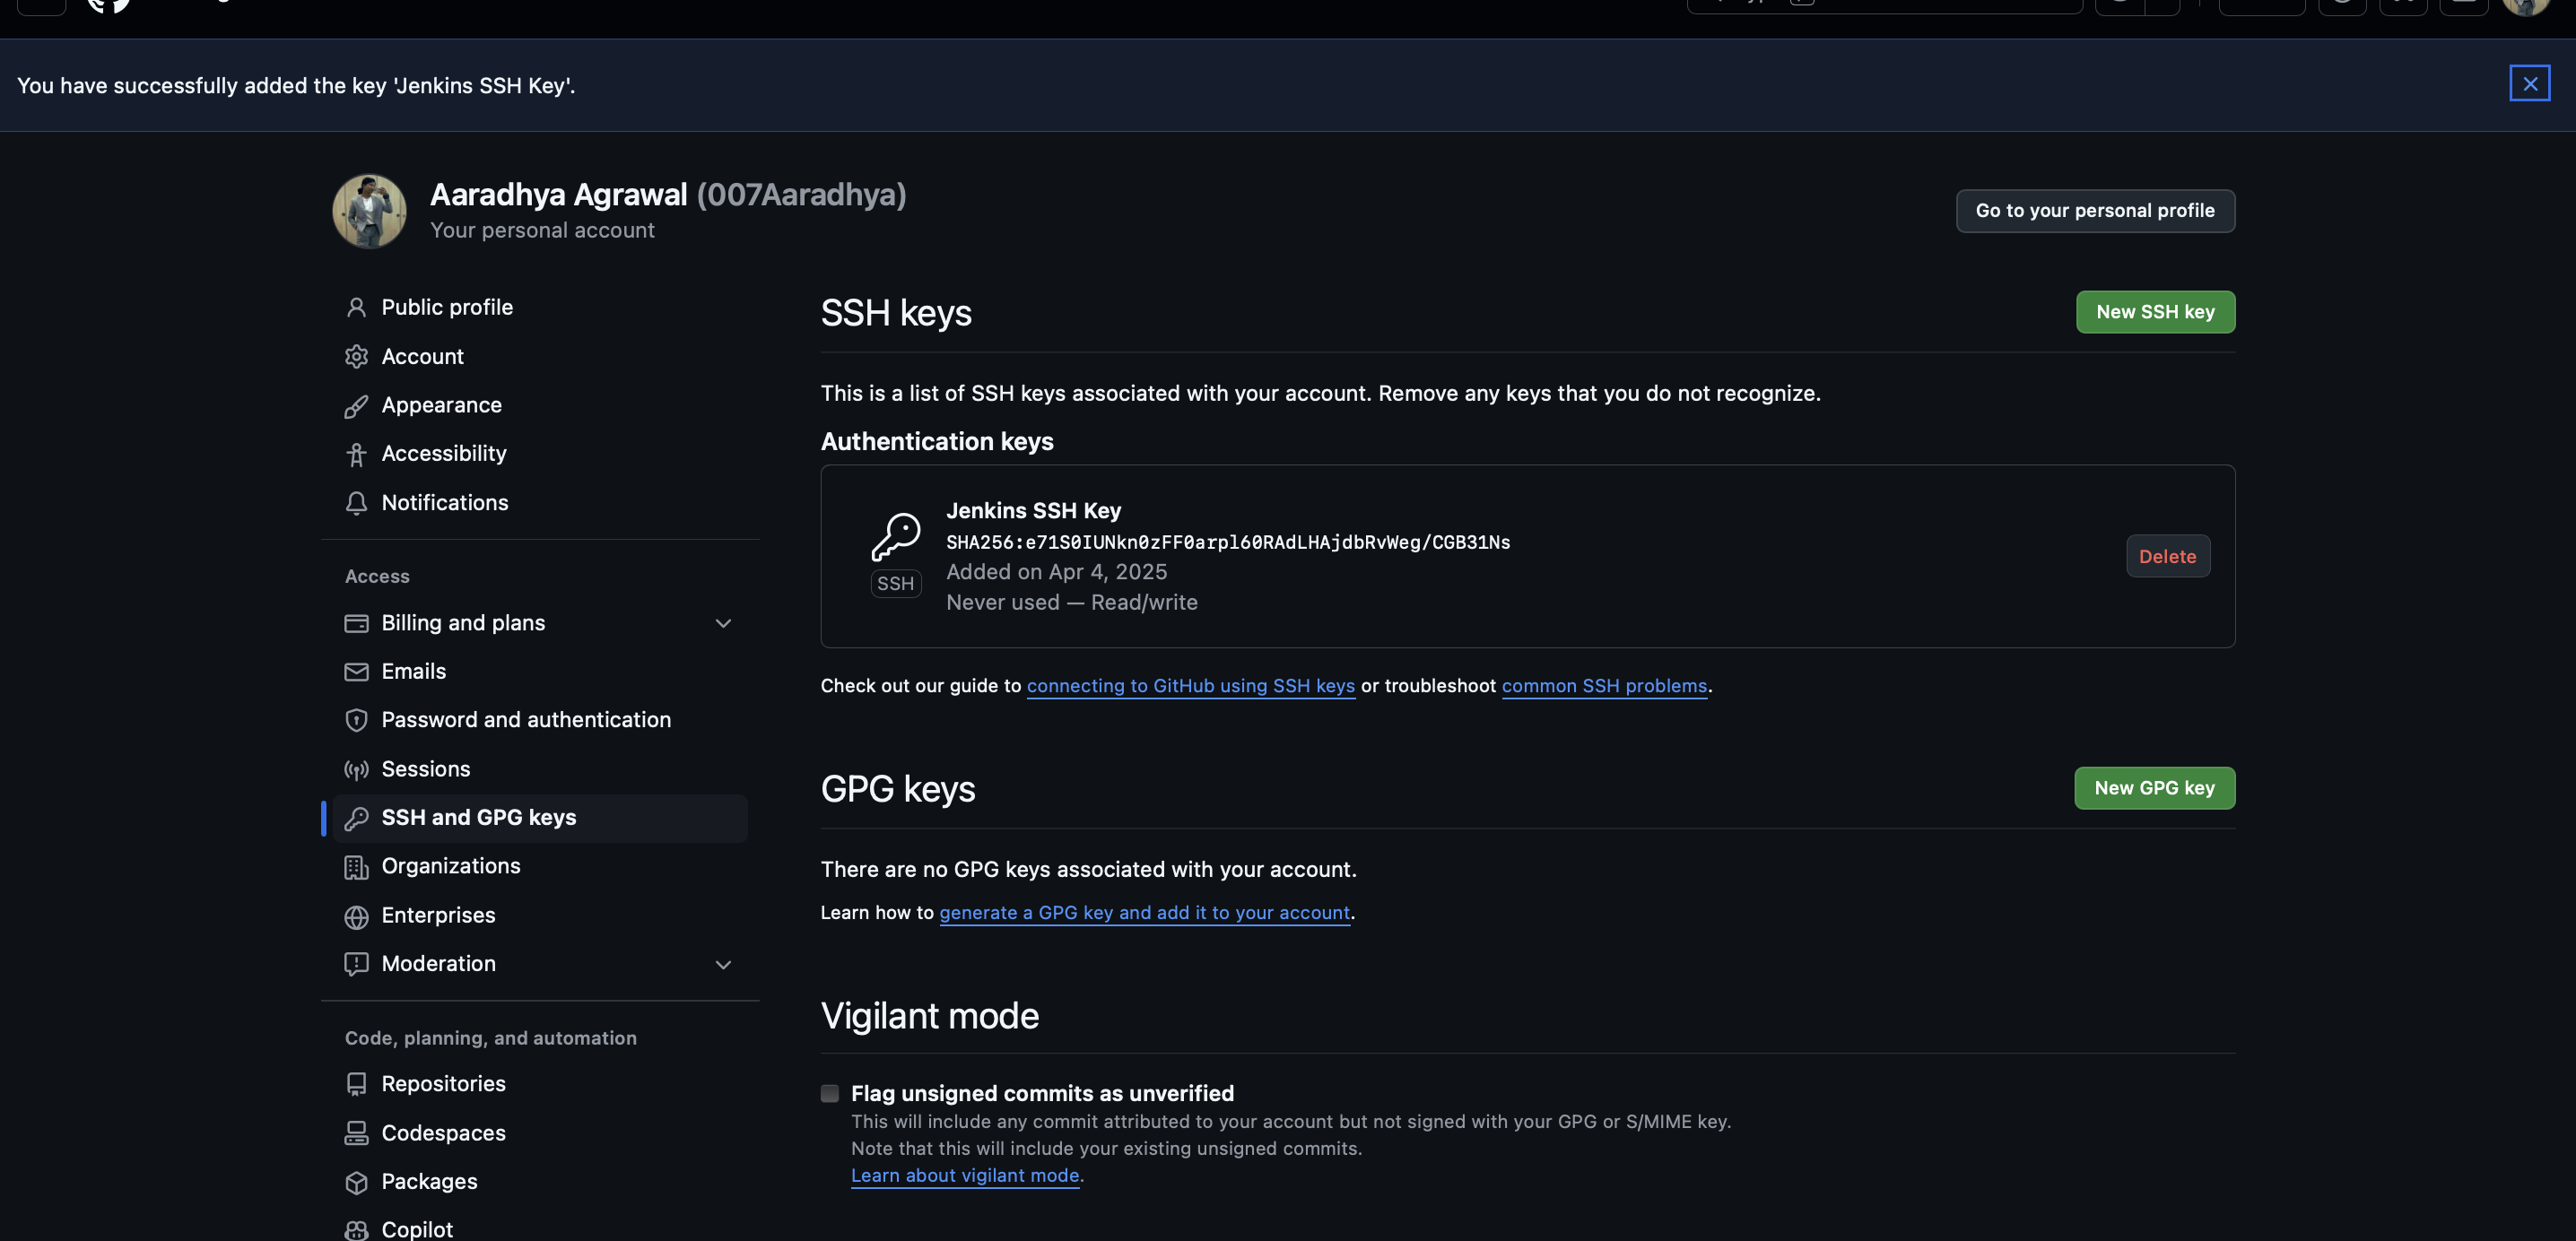 You have successfully added the key 'Jenkins SSH Key'.
Aaradhya Agrawal (007Aaradhya)
Your personal account
Go to your personal profile
Public profile
Account
Appearance
Accessibility
Notifications
Access
Billing and plans
Emails
Password and authentication
Sessions
SSH and GPG keys
Organizations
Enterprises
Moderation
Code, planning, and automation
Repositories
Codespaces
Packages
Copilot
SSH keys
New SSH key
This is a list of SSH keys associated with your account. Remove any keys that you do not recognize.
Authentication keys
Jenkins SSH Key
SHA256:e71S0IUNkn0zFF0arpl60RAdLHAjdbRvWeg/CGB31Ns
SSH
Added on Apr 4, 2025
Never used — Read/write
Delete
Check out our guide to connecting to GitHub using SSH keys or troubleshoot common SSH problems.
GPG keys
New GPG key
There are no GPG keys associated with your account.
Learn how to generate a GPG key and add it to your account.
Vigilant mode
Flag unsigned commits as unverified
This will include any commit attributed to your account but not signed with your GPG or S/MIME key.
Note that this will include your existing unsigned commits.
Learn about vigilant mode.